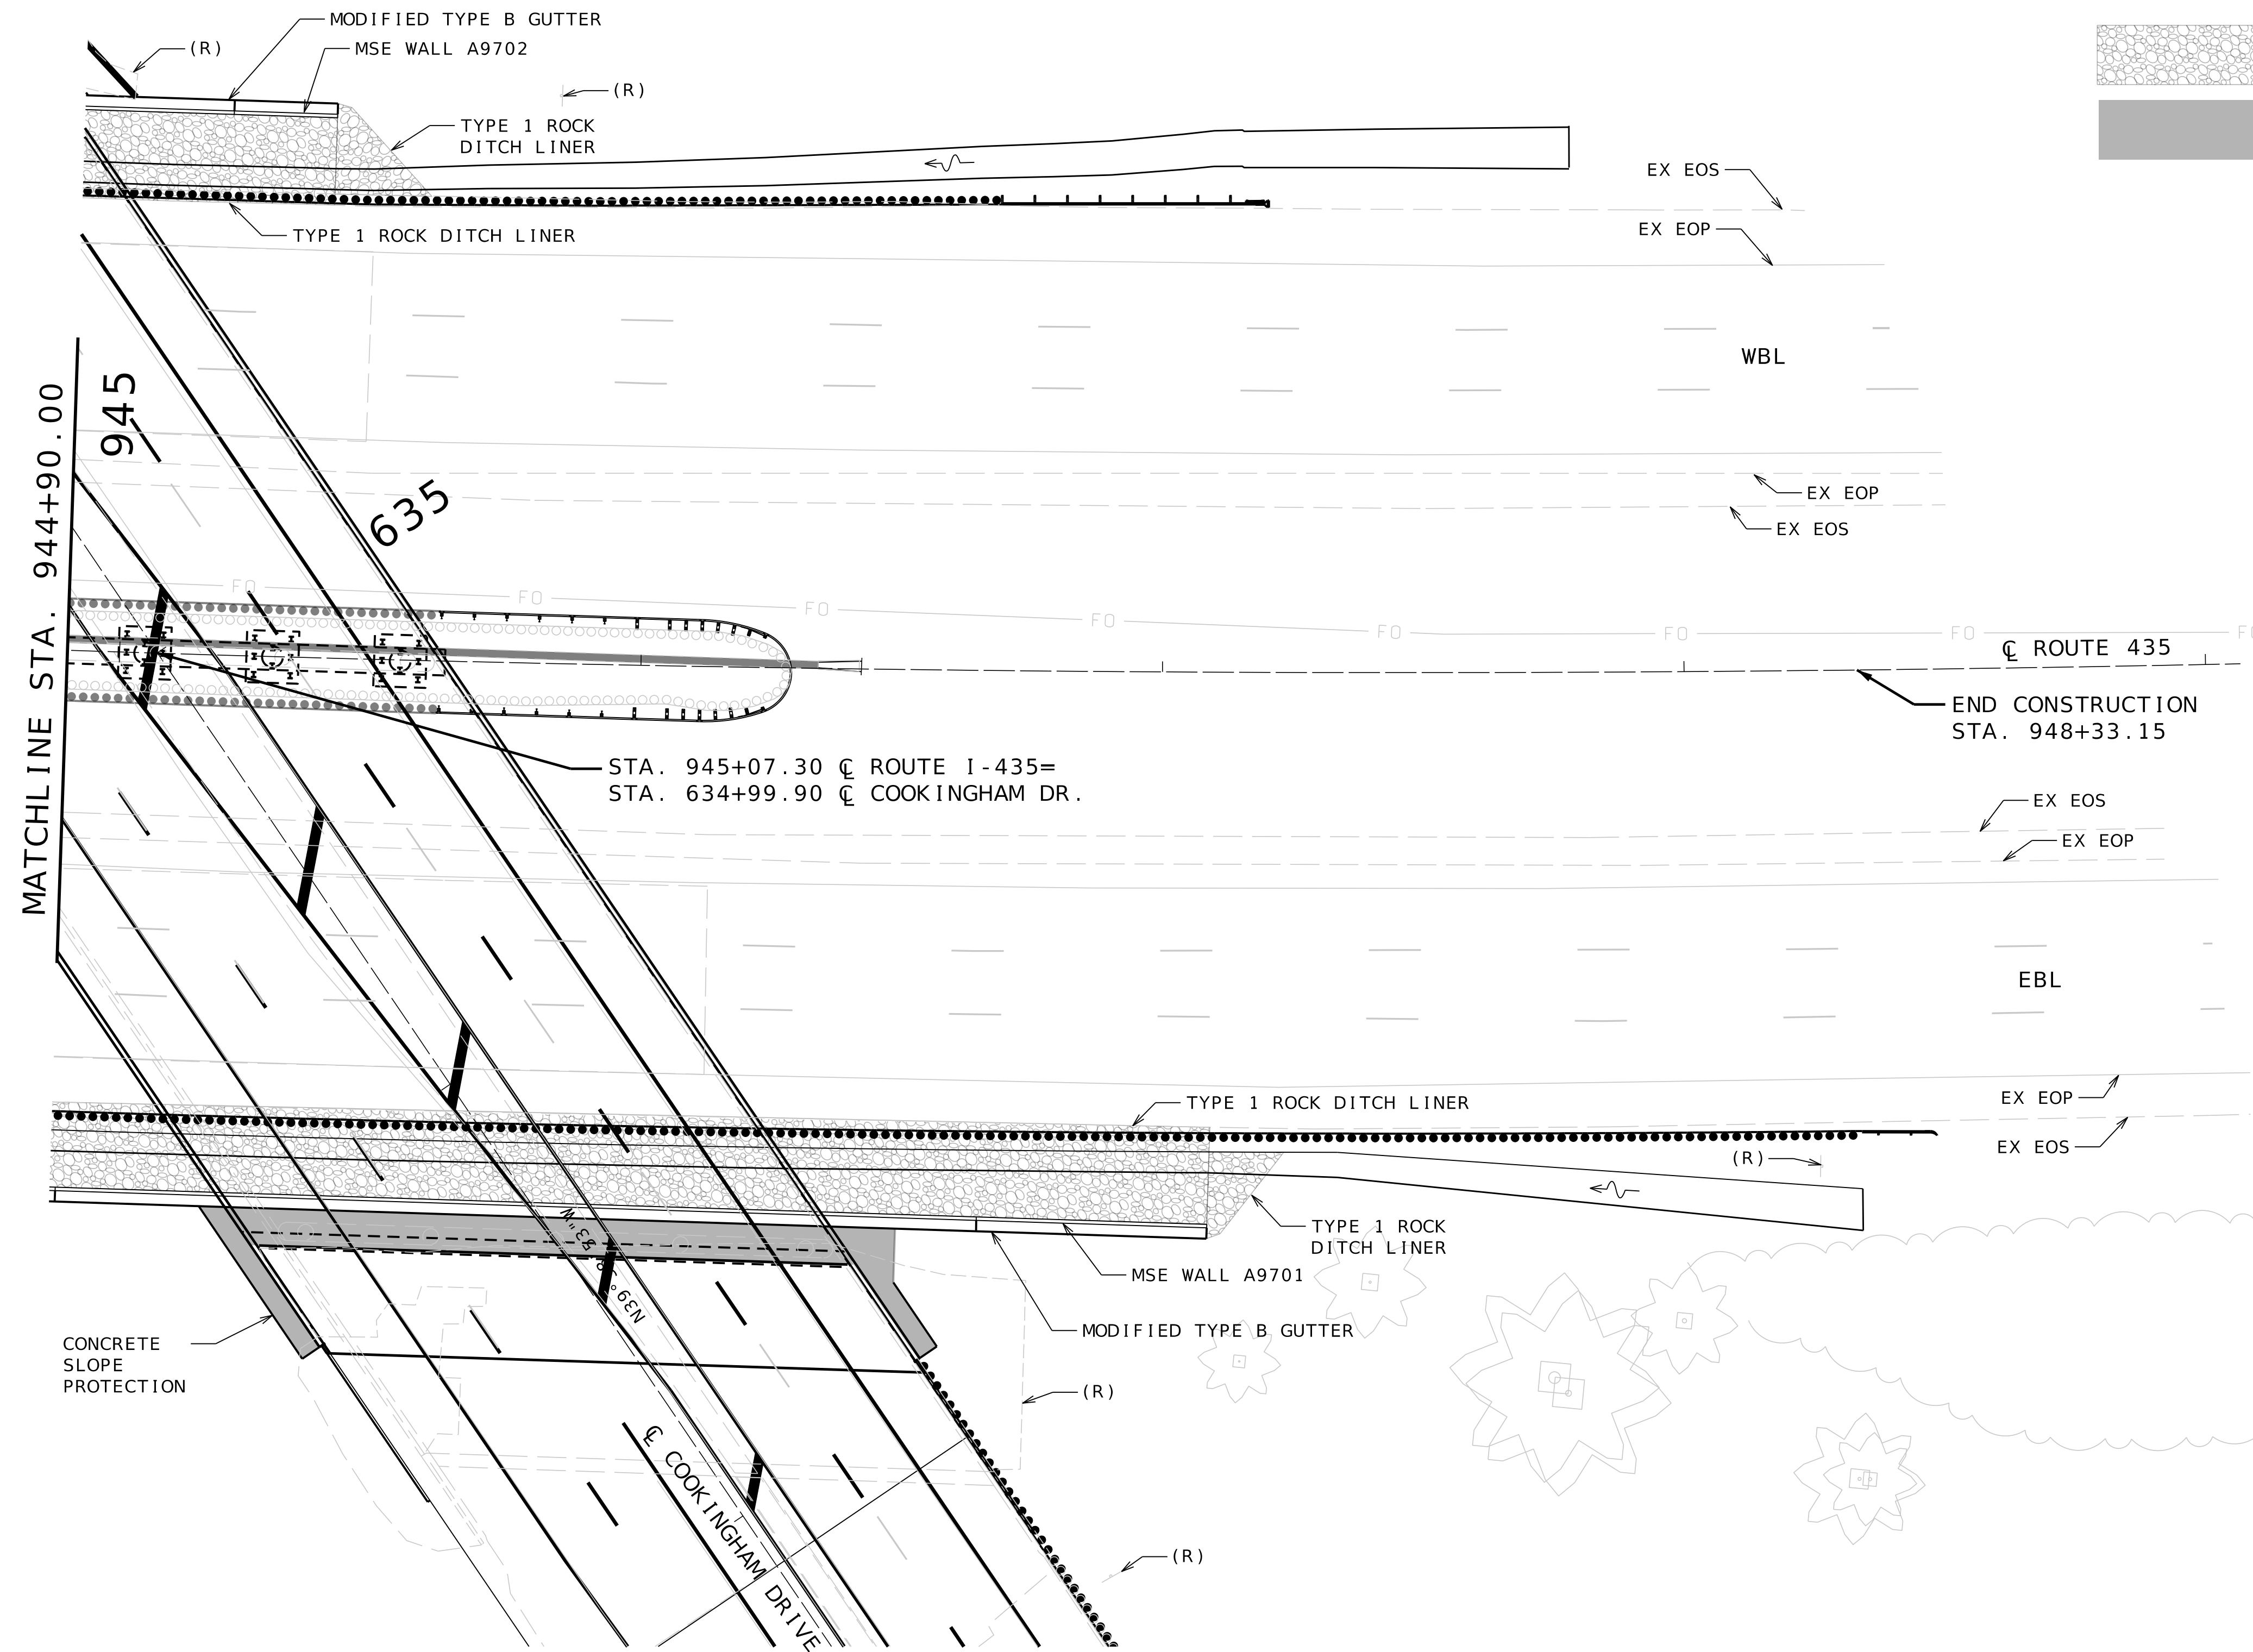 MODIFIED TYPE B GUTTER
(R)
MSE WALL A9702
(R)
TYPE 1 ROCK
DITCH LINER
EX EOS
EX EOP
TYPE 1 ROCK DITCH LINER
WBL
MATCHLINE STA. 944+90.00
945
635
EX EOP
EX EOS
FO
FO
FO
FO
FO
FO
FO
℄ ROUTE 435
END CONSTRUCTION
STA. 948+33.15
STA. 945+07.30 ℄ ROUTE I-435=
STA. 634+99.90 ℄ COOKINGHAM DR.
EX EOS
EX EOP
EBL
TYPE 1 ROCK DITCH LINER
EX EOP
EX EOS
(R)
TYPE 1 ROCK
DITCH LINER
MSE WALL A9701
MODIFIED TYPE B GUTTER
CONCRETE
SLOPE
PROTECTION
(R)
℄ COOKINGHAM DRIVE
(R)